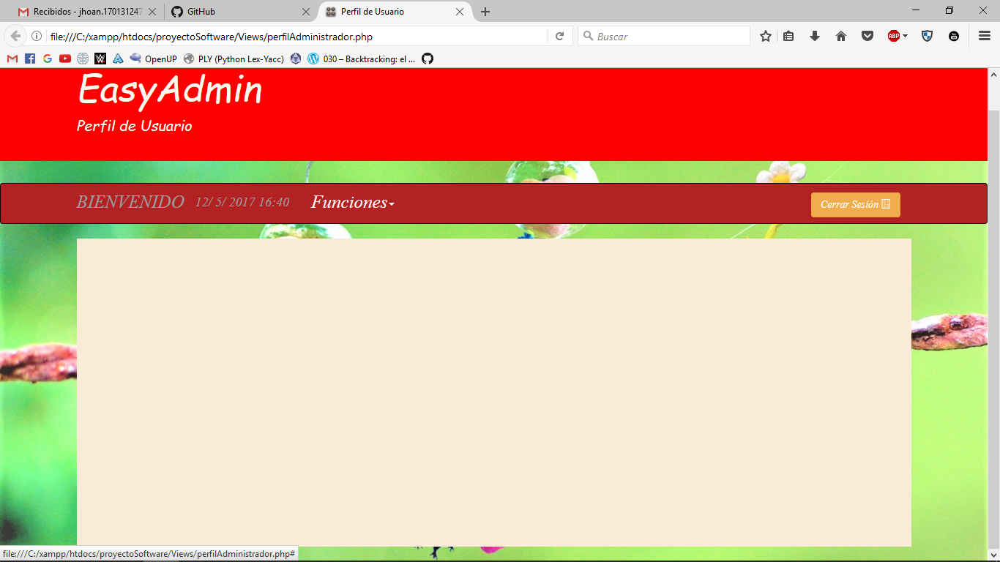 Recibidos - jhoan.170131247
GitHub
Perfil de Usuario
file:///C:/xampp/htdocs/proyectoSoftware/Views/perfilAdministrador.php
Buscar
ABP
OpenUP
PLY (Python Lex-Yacc)
030 – Backtracking: el ...
EasyAdmin
Perfil de Usuario
BIENVENIDO 12/ 5/ 2017 16:40 Funciones
Cerrar Sesión
file:///C:/xampp/htdocs/proyectoSoftware/Views/perfilAdministrador.php#